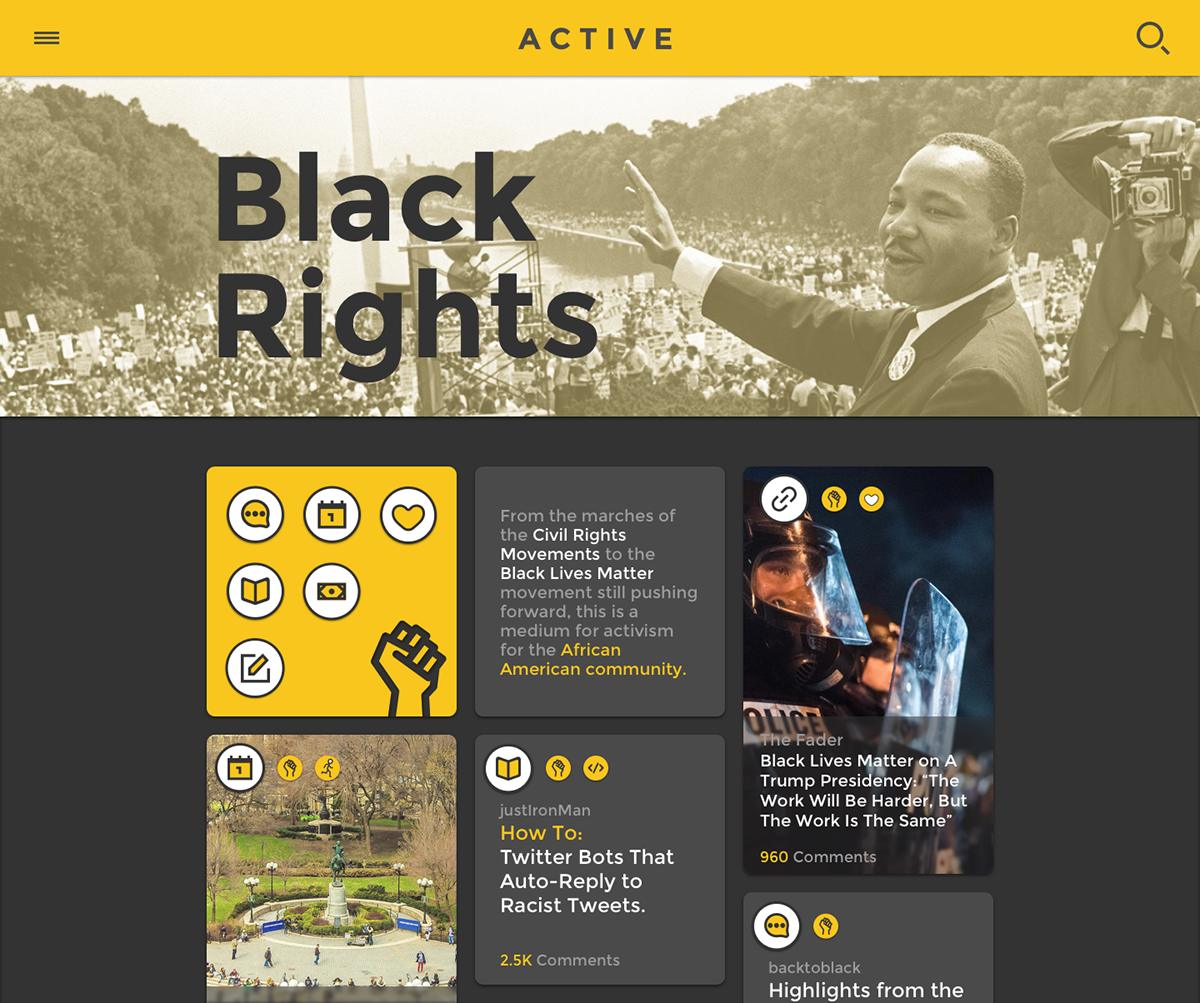 ACTIVE
Black
Rights
1
From the marches of
the Civil Rights
Movements to the
Black Lives Matter
movement still pushing
forward, this is a
medium for activism
for the African
American community.
POLICE
The Fader
Black Lives Matter on A
Trump Presidency: “The
Work Will Be Harder, But
The Work Is The Same”
960 Comments
1
justIronMan
How To:
Twitter Bots That
Auto-Reply to
Racist Tweets.
2.5K Comments
backtoblack
Highlights from the